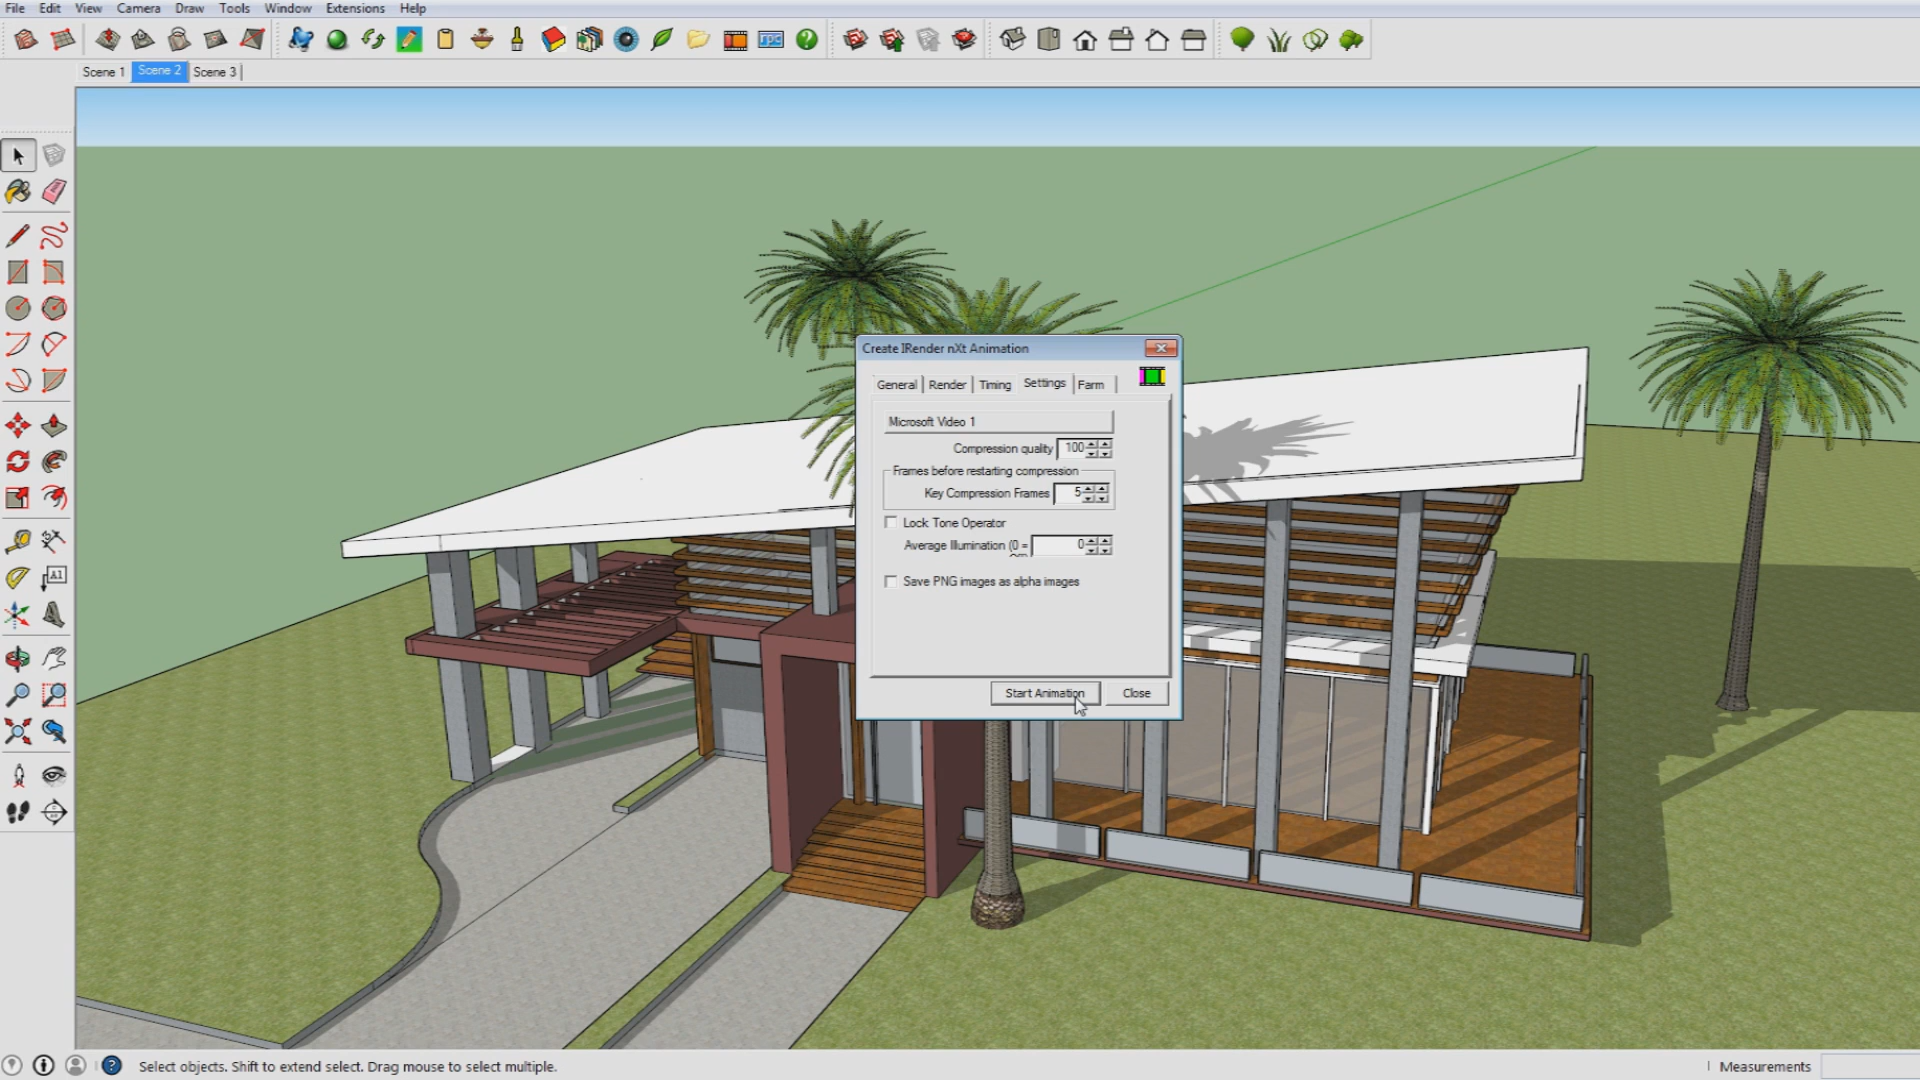 File Edit View Camera Draw Tools Window Extensions Help
Scene 1 Scene 2 Scene 3
Create IRender nXt Animation
General Render Timing Settings Farm
Microsoft Video 1
Compression quality 100
Frames before restarting compression
Key Compression Frames 5
Lock Tone Operator
Average Illumination (0 = 0
Save PNG images as alpha images
Start Animation Close
Select objects. Shift to extend select. Drag mouse to select multiple. Measurements